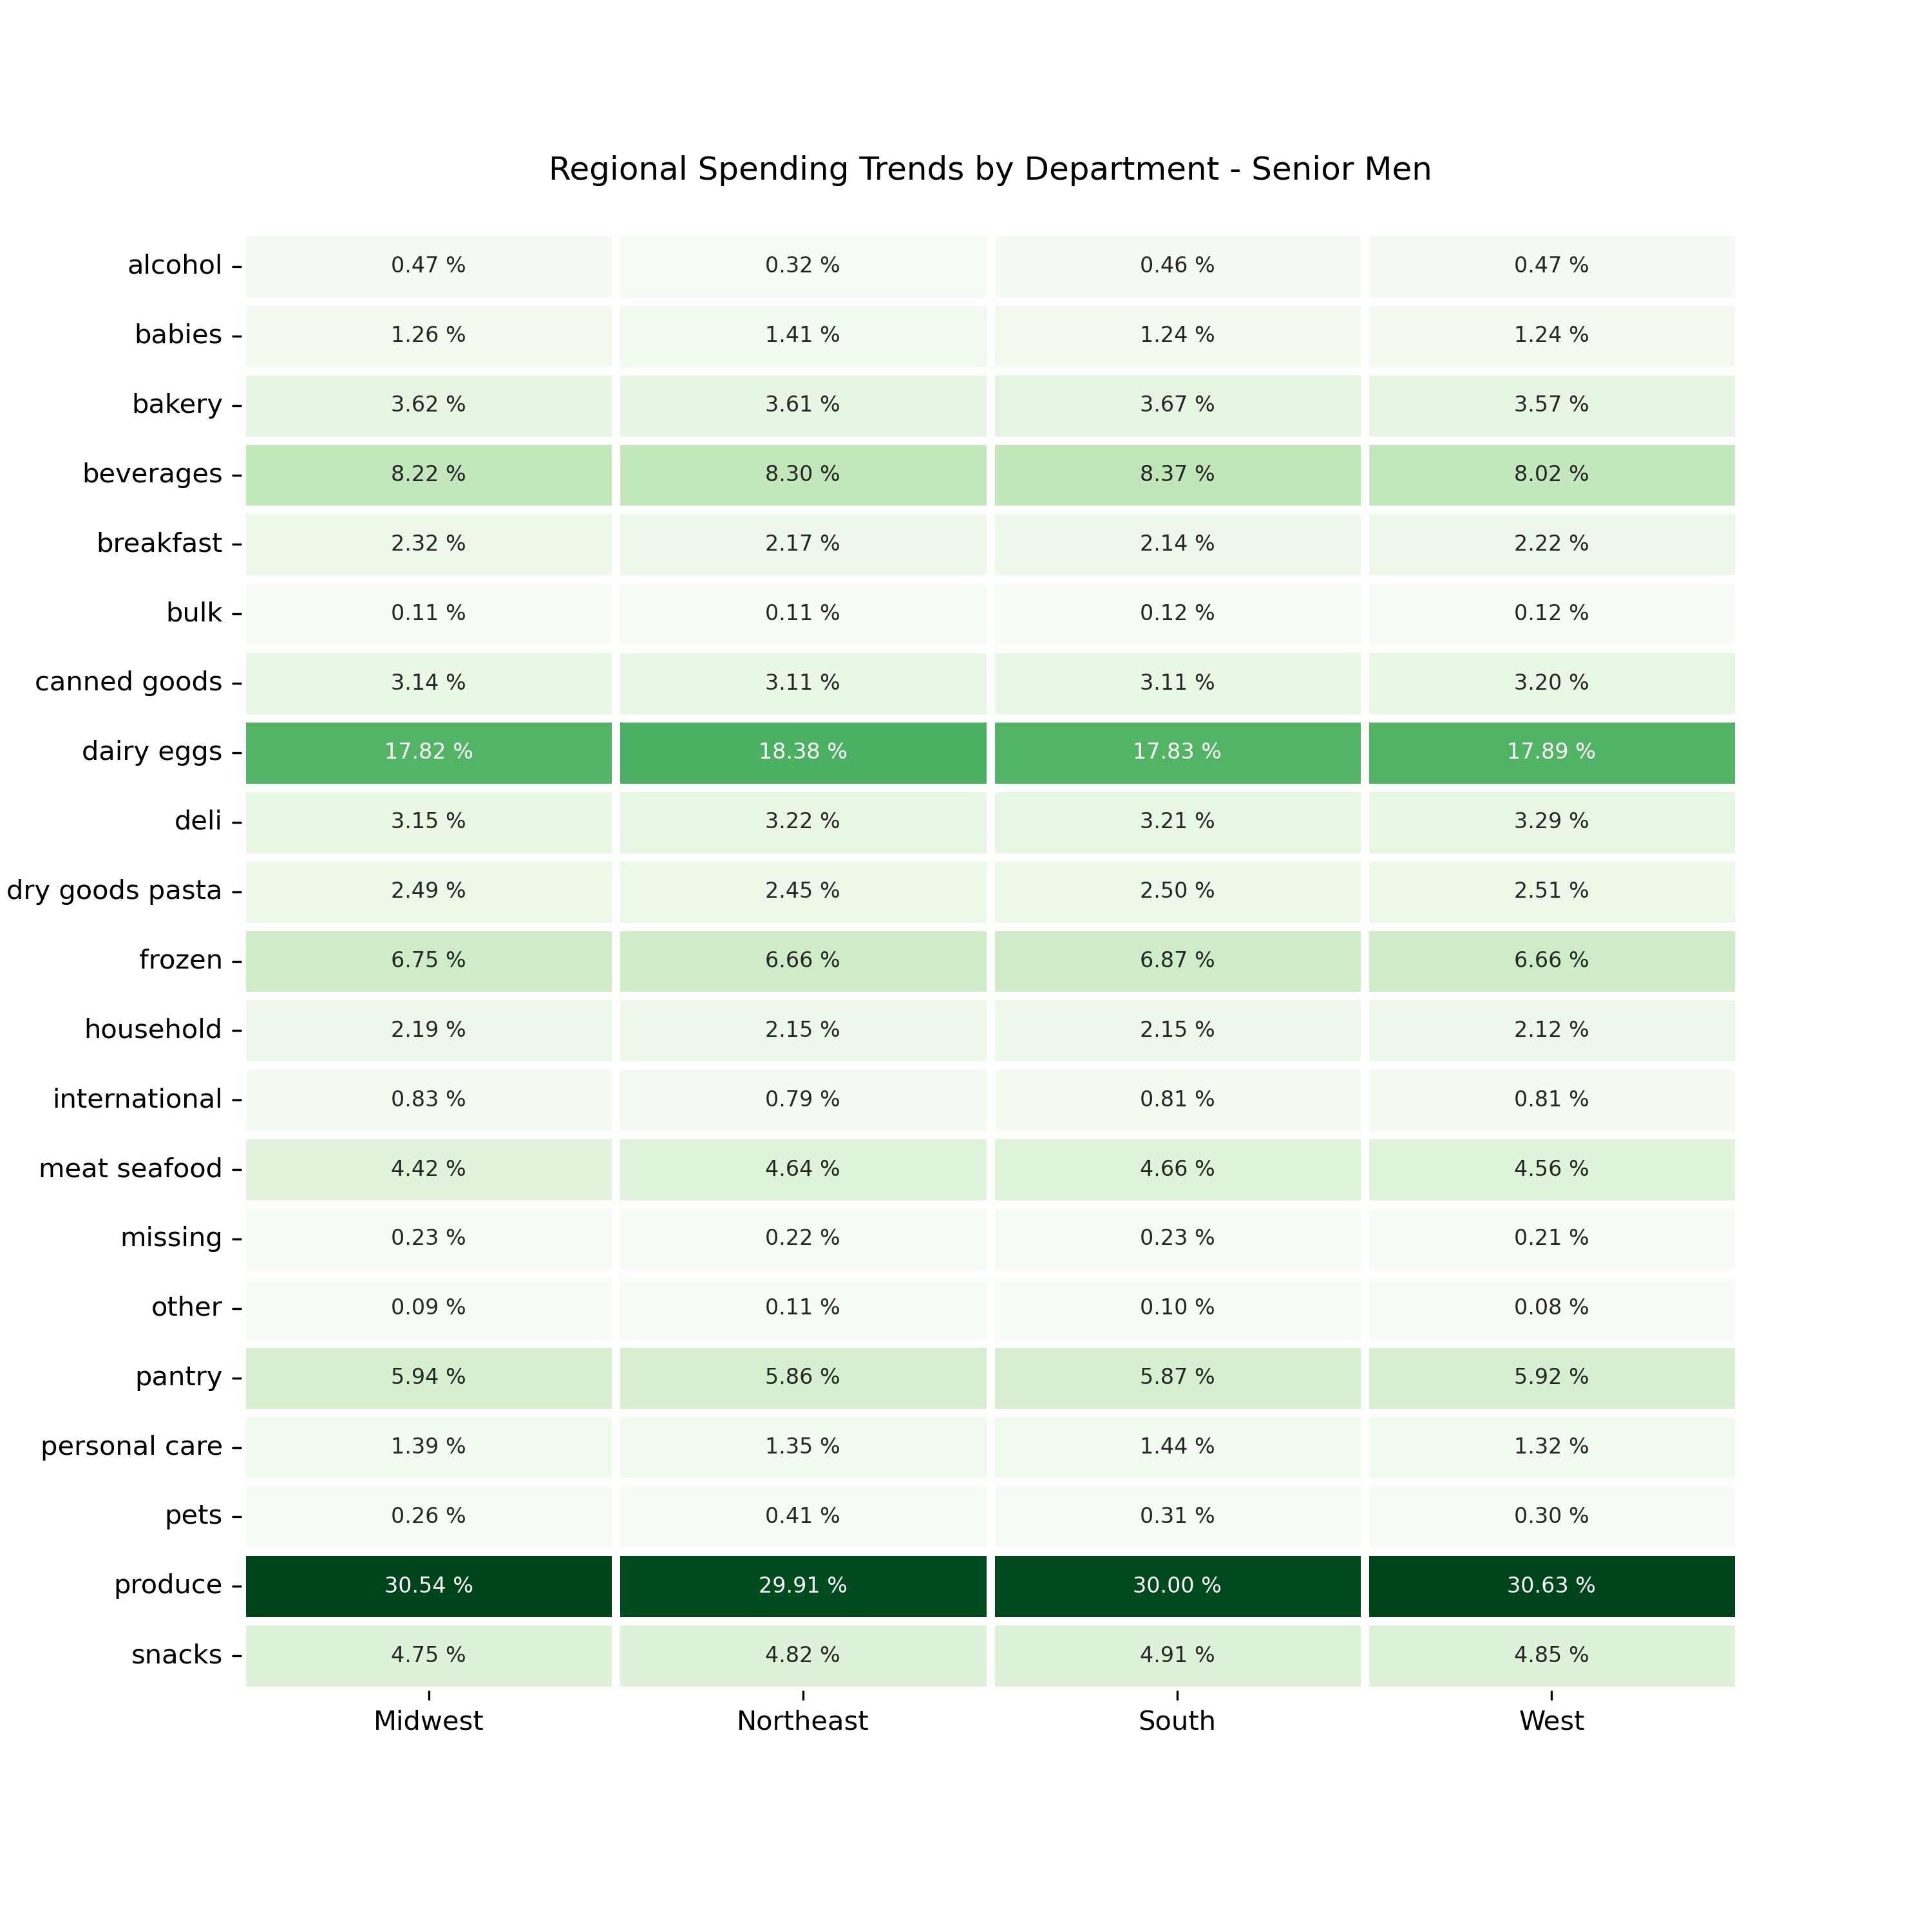 Regional Spending Trends by Department - Senior Men
alcohol 0.47 % 0.32 % 0.46 % 0.47 %
babies 1.26 % 1.41 % 1.24 % 1.24 %
bakery 3.62 % 3.61 % 3.67 % 3.57 %
beverages 8.22 % 8.30 % 8.37 % 8.02 %
breakfast 2.32 % 2.17 % 2.14 % 2.22 %
bulk 0.11 % 0.11 % 0.12 % 0.12 %
canned goods 3.14 % 3.11 % 3.11 % 3.20 %
dairy eggs 17.82 % 18.38 % 17.83 % 17.89 %
deli 3.15 % 3.22 % 3.21 % 3.29 %
dry goods pasta 2.49 % 2.45 % 2.50 % 2.51 %
frozen 6.75 % 6.66 % 6.87 % 6.66 %
household 2.19 % 2.15 % 2.15 % 2.12 %
international 0.83 % 0.79 % 0.81 % 0.81 %
meat seafood 4.42 % 4.64 % 4.66 % 4.56 %
missing 0.23 % 0.22 % 0.23 % 0.21 %
other 0.09 % 0.11 % 0.10 % 0.08 %
pantry 5.94 % 5.86 % 5.87 % 5.92 %
personal care 1.39 % 1.35 % 1.44 % 1.32 %
pets 0.26 % 0.41 % 0.31 % 0.30 %
produce 30.54 % 29.91 % 30.00 % 30.63 %
snacks 4.75 % 4.82 % 4.91 % 4.85 %
Midwest Northeast South West